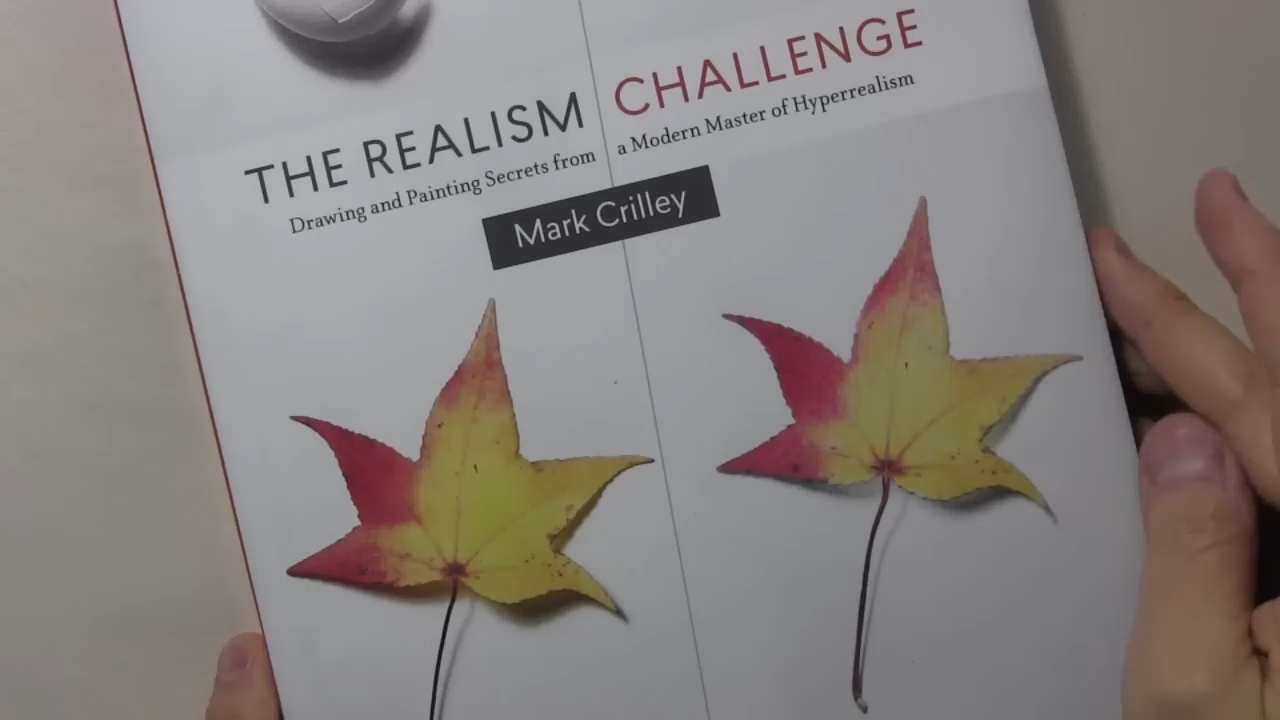 THE REALISM CHALLENGE
Drawing and Painting Secrets from a Modern Master of Hyperrealism
Mark Crilley